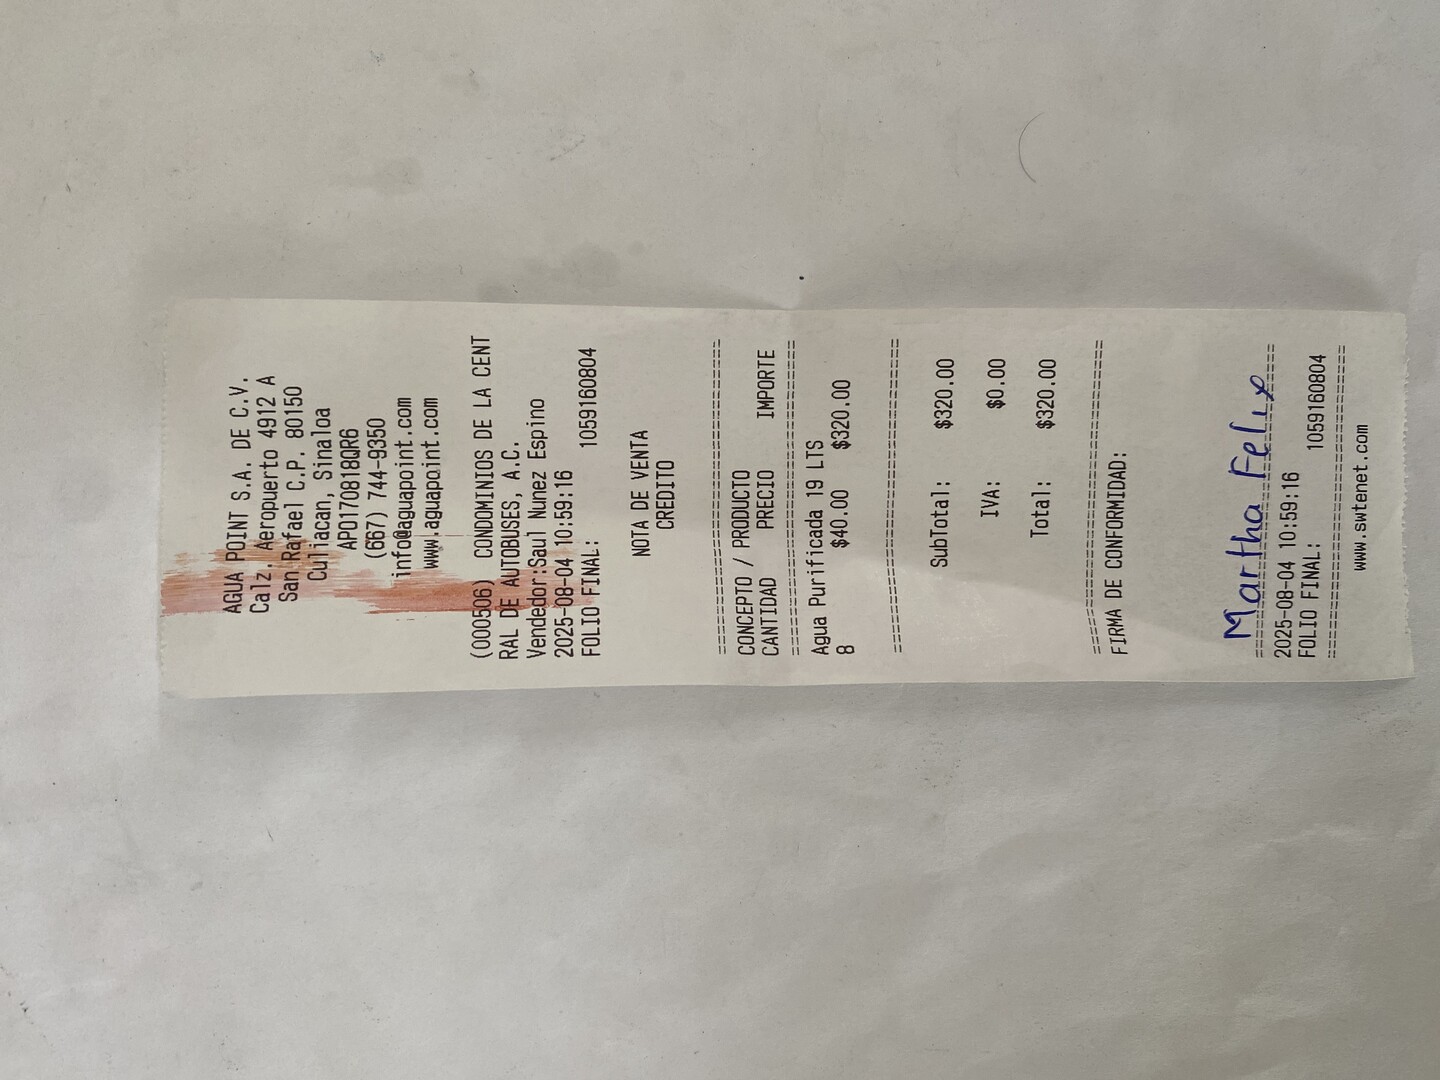 AGUA POINT S.A. DE C.V.
Calz. Aeropuerto 4912 A
San Rafael C.P. 80150
Culiacan, Sinaloa
APO170818QR6
(667) 744-9350
info@aguapoint.com
www.aguapoint.com
(000506) CONDOMINIOS DE LA CENT
RAL DE AUTOBUSES, A.C.
Vendedor:Saul Nunez Espino
2025-08-04 10:59:16
FOLIO FINAL: 1059160804
NOTA DE VENTA
CREDITO
==============================
CONCEPTO / PRODUCTO
CANTIDAD PRECIO IMPORTE
==============================
Agua Purificada 19 LTS
8 $40.00 $320.00
==============================
SubTotal: $320.00
IVA: $0.00
Total: $320.00
==============================
FIRMA DE CONFORMIDAD:
Martha Felix
==============================
2025-08-04 10:59:16
FOLIO FINAL: 1059160804
==============================
www.swtenet.com